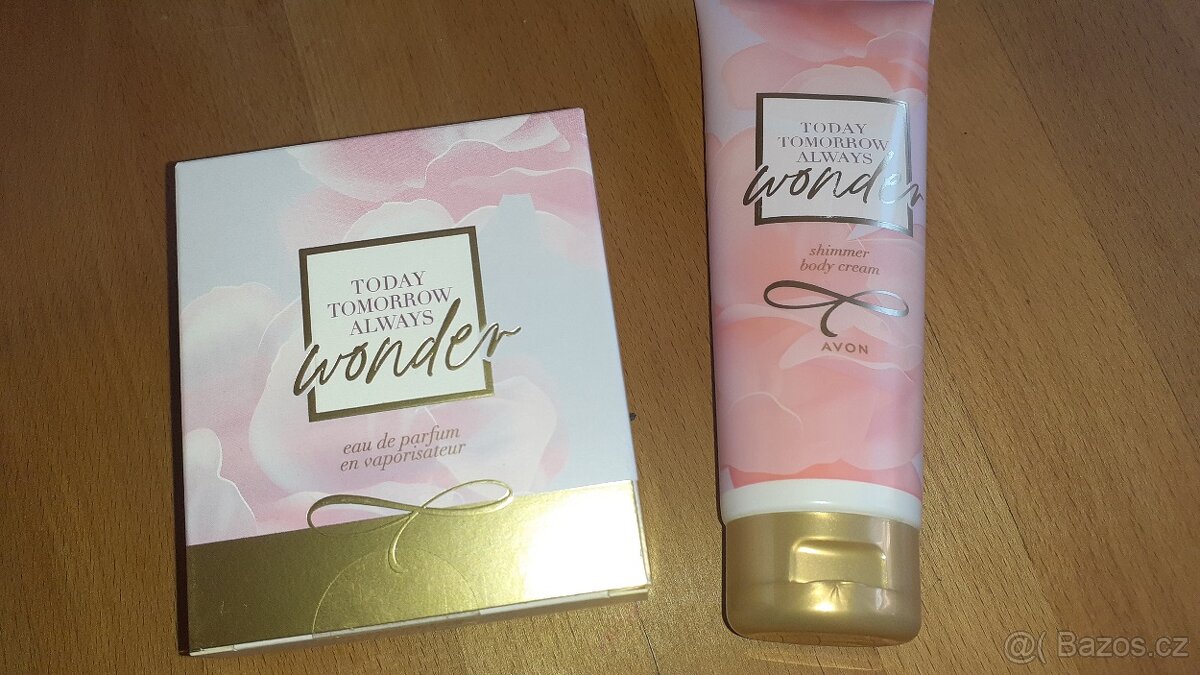 TODAY
TOMORROW
ALWAYS
wonder
eau de parfum
en vaporisateur
TODAY
TOMORROW
ALWAYS
wonder
shimmer
body cream
AVON
@( Bazos.cz